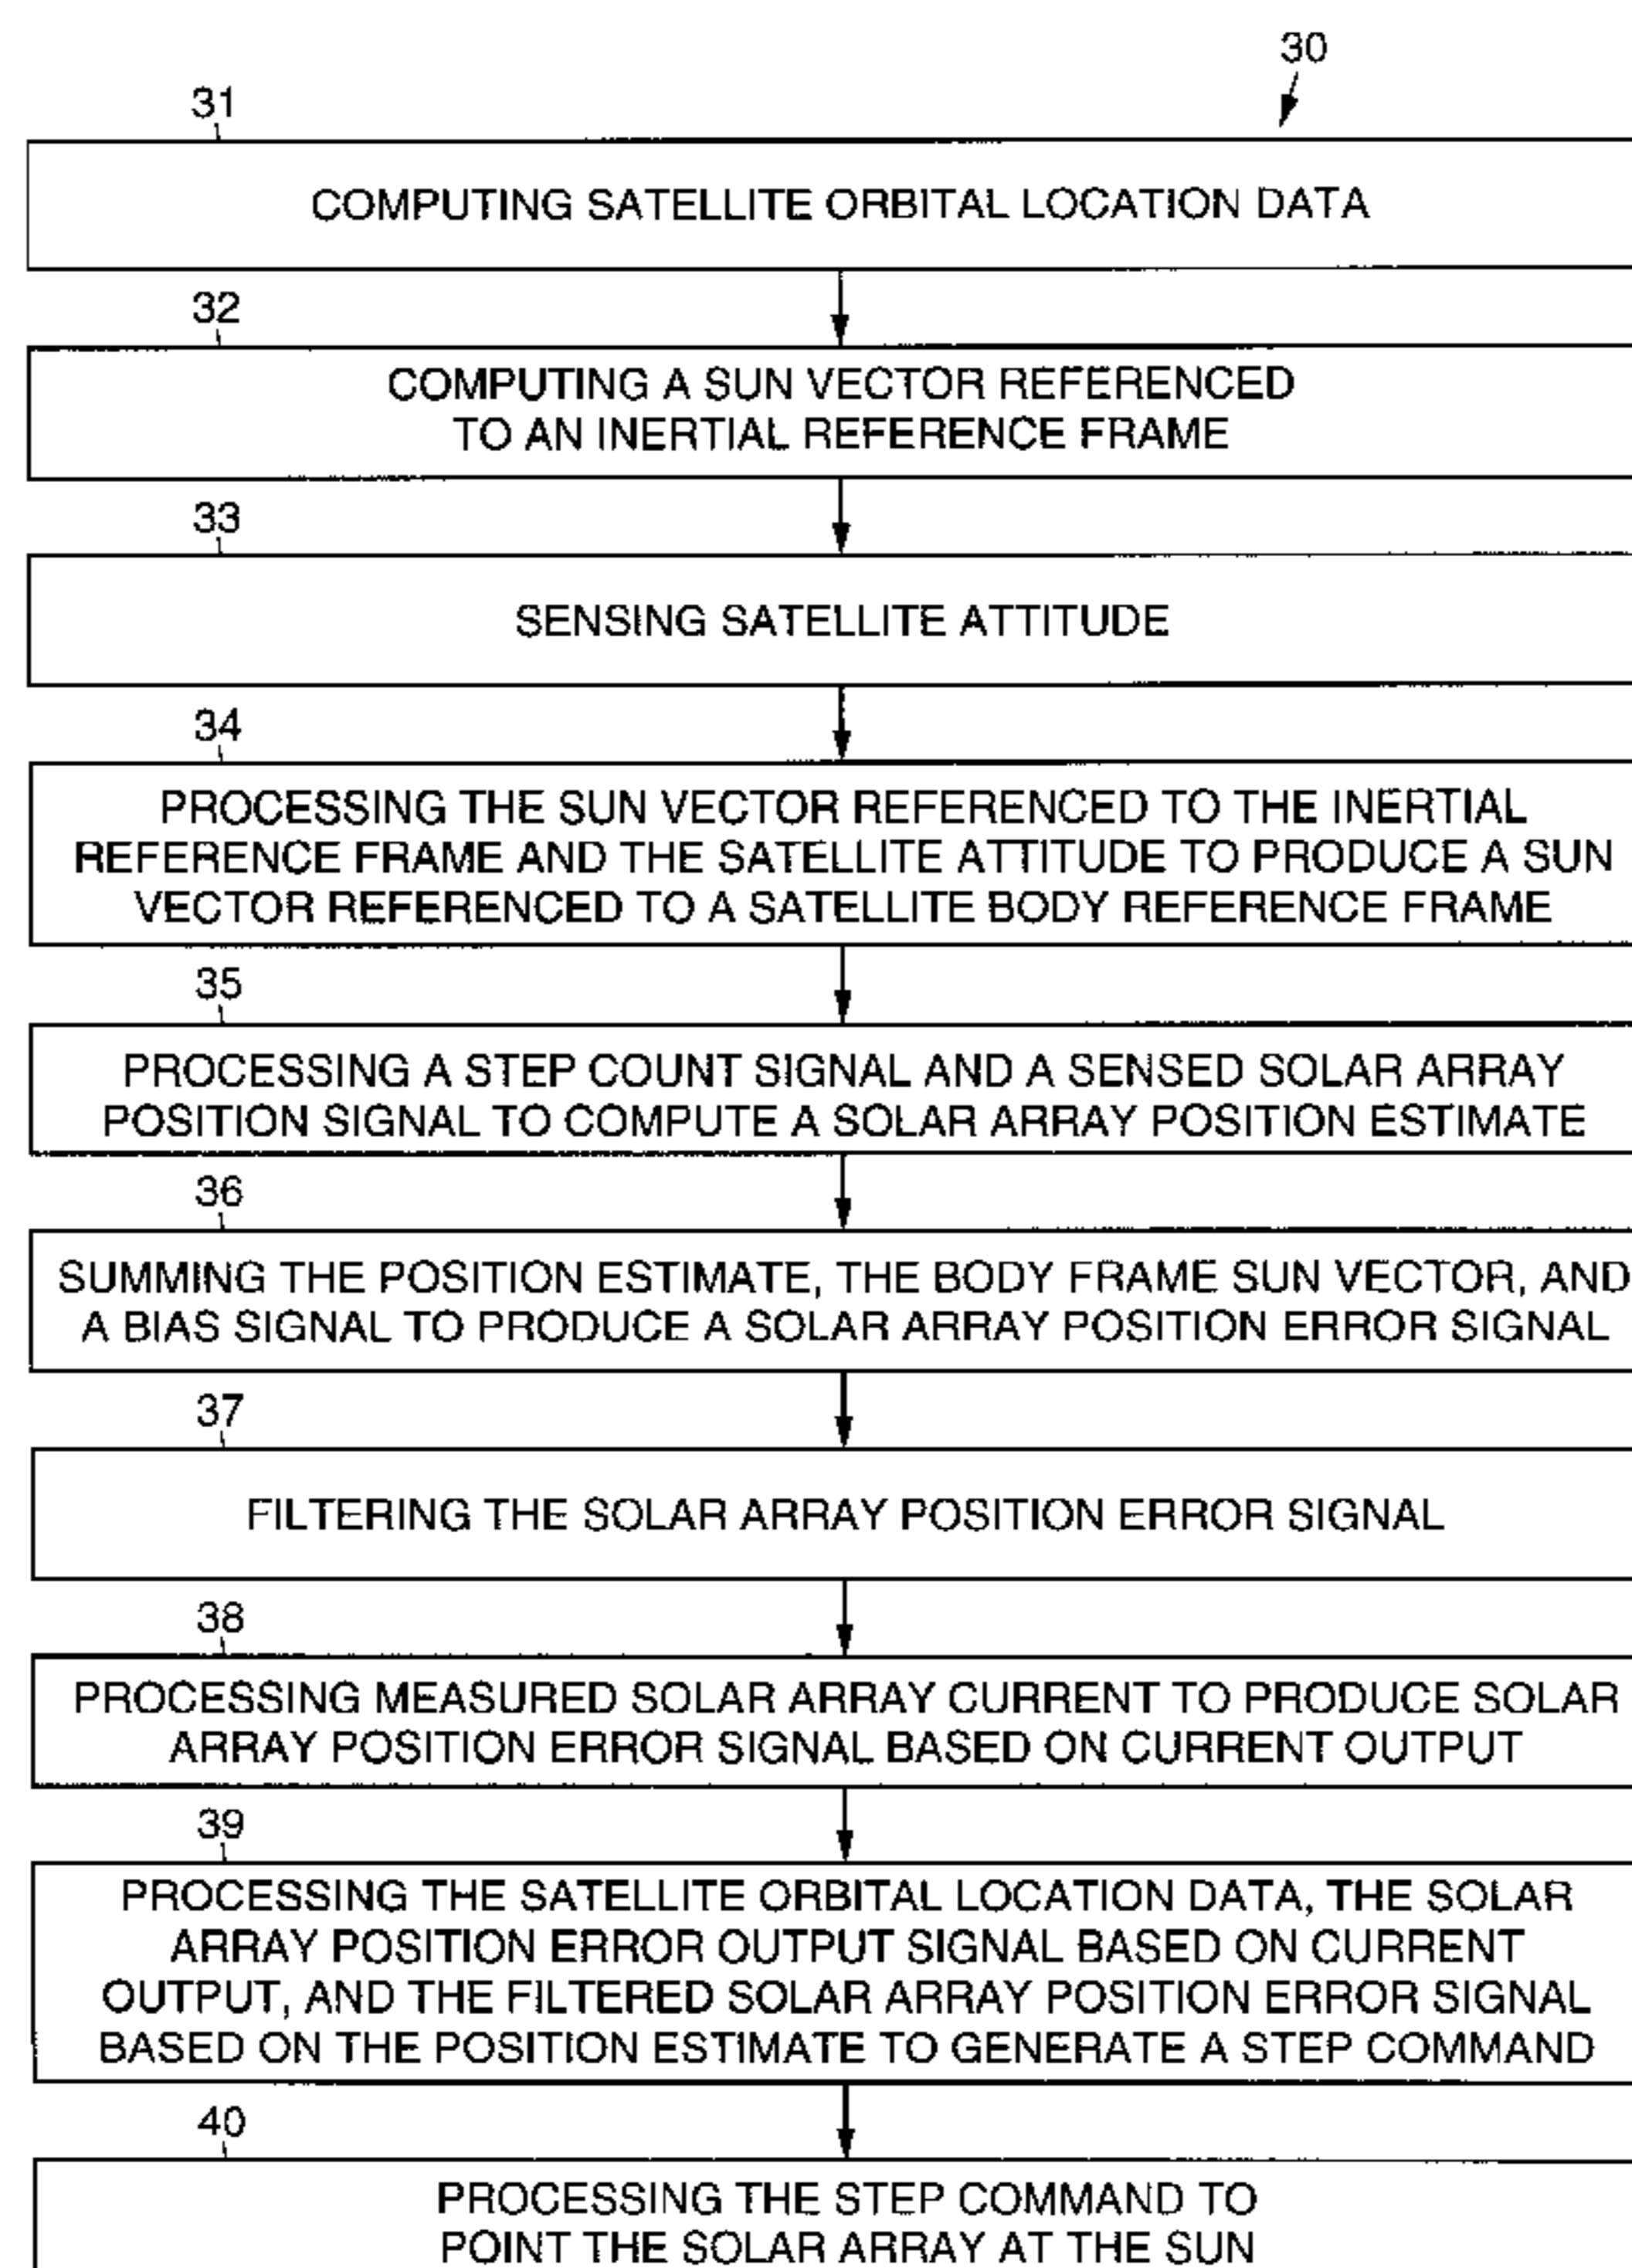 30
31
COMPUTING SATELLITE ORBITAL LOCATION DATA
32
COMPUTING A SUN VECTOR REFERENCED
TO AN INERTIAL REFERENCE FRAME
33
SENSING SATELLITE ATTITUDE
34
PROCESSING THE SUN VECTOR REFERENCED TO THE INERTIAL
REFERENCE FRAME AND THE SATELLITE ATTITUDE TO PRODUCE A SUN
VECTOR REFERENCED TO A SATELLITE BODY REFERENCE FRAME
35
PROCESSING A STEP COUNT SIGNAL AND A SENSED SOLAR ARRAY
POSITION SIGNAL TO COMPUTE A SOLAR ARRAY POSITION ESTIMATE
36
SUMMING THE POSITION ESTIMATE, THE BODY FRAME SUN VECTOR, AND
A BIAS SIGNAL TO PRODUCE A SOLAR ARRAY POSITION ERROR SIGNAL
37
FILTERING THE SOLAR ARRAY POSITION ERROR SIGNAL
38
PROCESSING MEASURED SOLAR ARRAY CURRENT TO PRODUCE SOLAR
ARRAY POSITION ERROR SIGNAL BASED ON CURRENT OUTPUT
39
PROCESSING THE SATELLITE ORBITAL LOCATION DATA, THE SOLAR
ARRAY POSITION ERROR OUTPUT SIGNAL BASED ON CURRENT
OUTPUT, AND THE FILTERED SOLAR ARRAY POSITION ERROR SIGNAL
BASED ON THE POSITION ESTIMATE TO GENERATE A STEP COMMAND
40
PROCESSING THE STEP COMMAND TO
POINT THE SOLAR ARRAY AT THE SUN